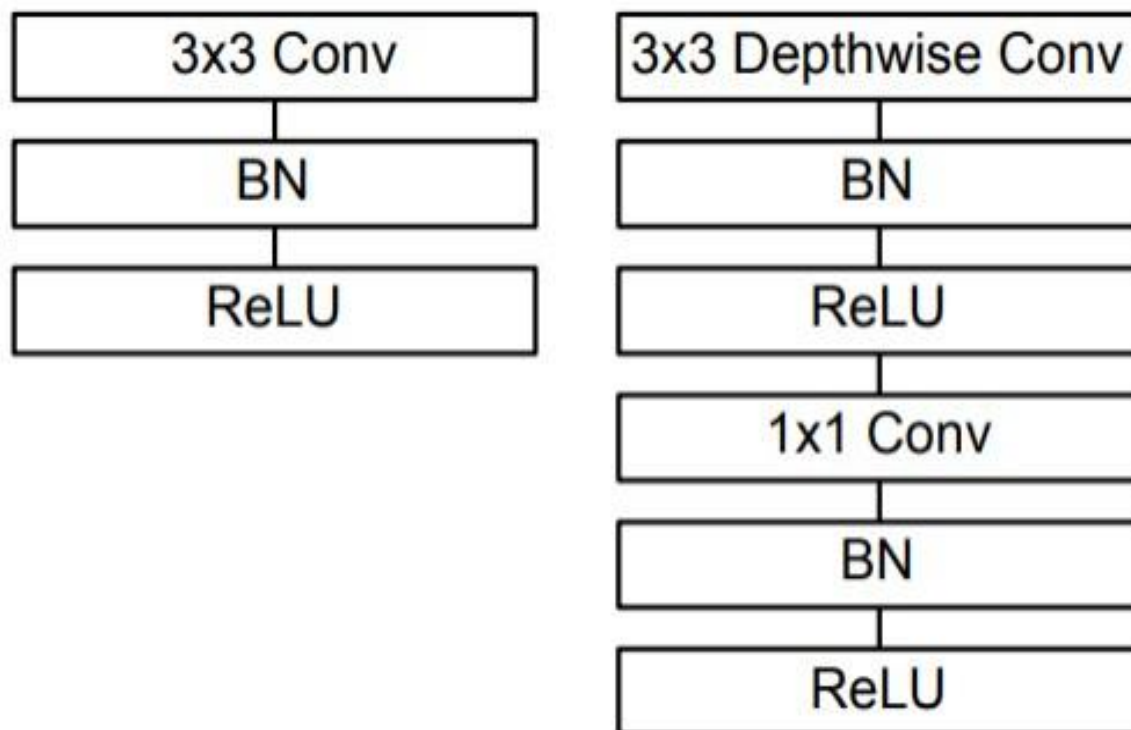 3x3 Conv
BN
ReLU
3x3 Depthwise Conv
BN
ReLU
1x1 Conv
BN
ReLU